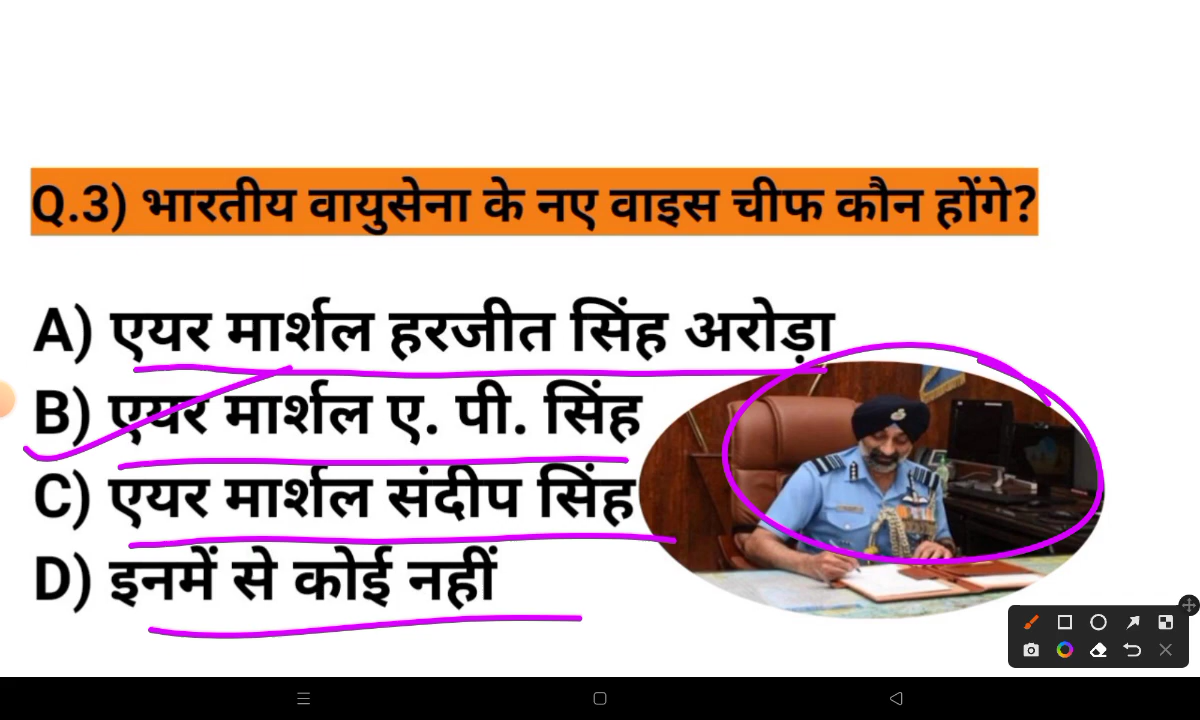 Q.3) भारतीय वायुसेना के नए वाइस चीफ कौन होंगे?
A) एयर मार्शल हरजीत सिंह अरोड़ा
B) एयर मार्शल ए. पी. सिंह
C) एयर मार्शल संदीप सिंह
D) इनमें से कोई नहीं